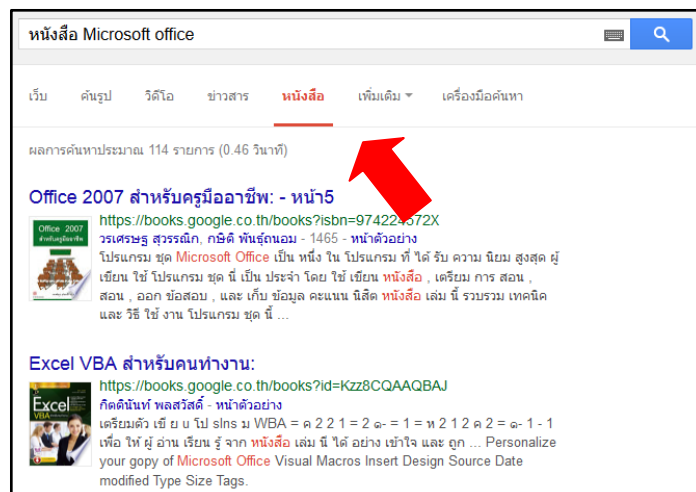 หนังสือ Microsoft office
เว็บ ค้นรูป วิดีโอ ข่าวสาร หนังสือ เพิ่มเติม เครื่องมือค้นหา
ผลการค้นหาประมาณ 114 รายการ (0.46 วินาที)
Office 2007 สำหรับครูมืออาชีพ: - หน้า5
https://books.google.co.th/books?isbn=974224572X
วรเศรษฐ สุวรรณิก, กษิติ พันธุ์ถนอม - 1465 - หน้าตัวอย่าง
โปรแกรม ชุด Microsoft Office เป็น หนึ่ง ใน โปรแกรม ที่ ได้ รับ ความ นิยม สูงสุด ผู้
เขียน ใช้ โปรแกรม ชุด นี้ เป็น ประจำ โดย ใช้ เขียน หนังสือ , เตรียม การ สอน ,
สอน , ออก ข้อสอบ , และ เก็บ ข้อมูล คะแนน นิสิต หนังสือ เล่ม นี้ รวบรวม เทคนิค
และ วิธี ใช้ งาน โปรแกรม ชุด นี้ ...
Office 2007
สำหรับครูมืออาชีพ
Excel VBA สำหรับคนทำงาน:
https://books.google.co.th/books?id=Kzz8CQAAQBAJ
กิตตินันท์ พลสวัสดิ์ - หน้าตัวอย่าง
เตรียมตัว เขี ย น โป sIns ม WBA = ค 2 2 1 = 2 ๑- = 1 = ห 2 1 2 ค 2 = ๑- 1 - 1
เพื่อ ให้ ผู้ อ่าน เรียน รู้ จาก หนังสือ เล่ม นี้ ได้ อย่าง เข้าใจ และ ถูก ... Personalize
your gopy of Microsoft Office Visual Macros Insert Design Source Date
modified Type Size Tags.
Excel
VBA